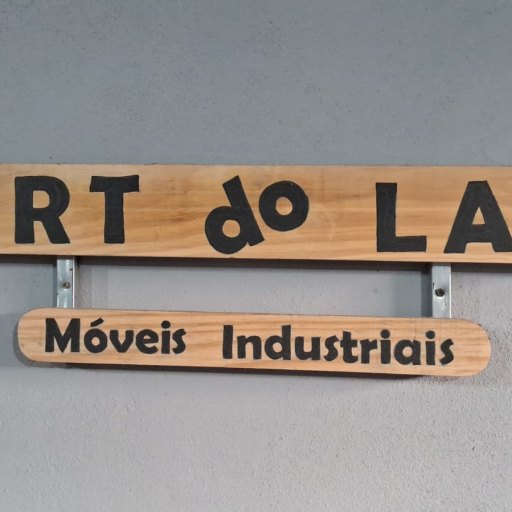 RT do LA
Móveis Industriais